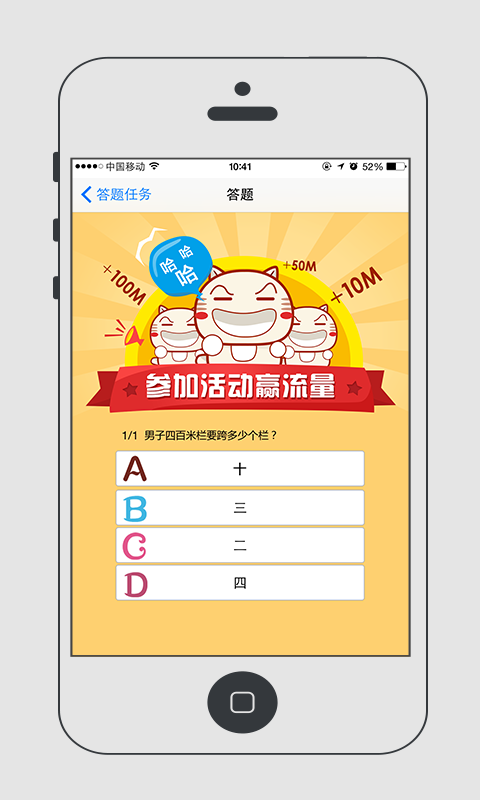 中国移动 10:41 52%
答题任务 答题
哈哈哈
+100M +50M +10M
参加活动赢流量
1/1 男子四百米栏要跨多少个栏？
A 十
B 三
C 二
D 四